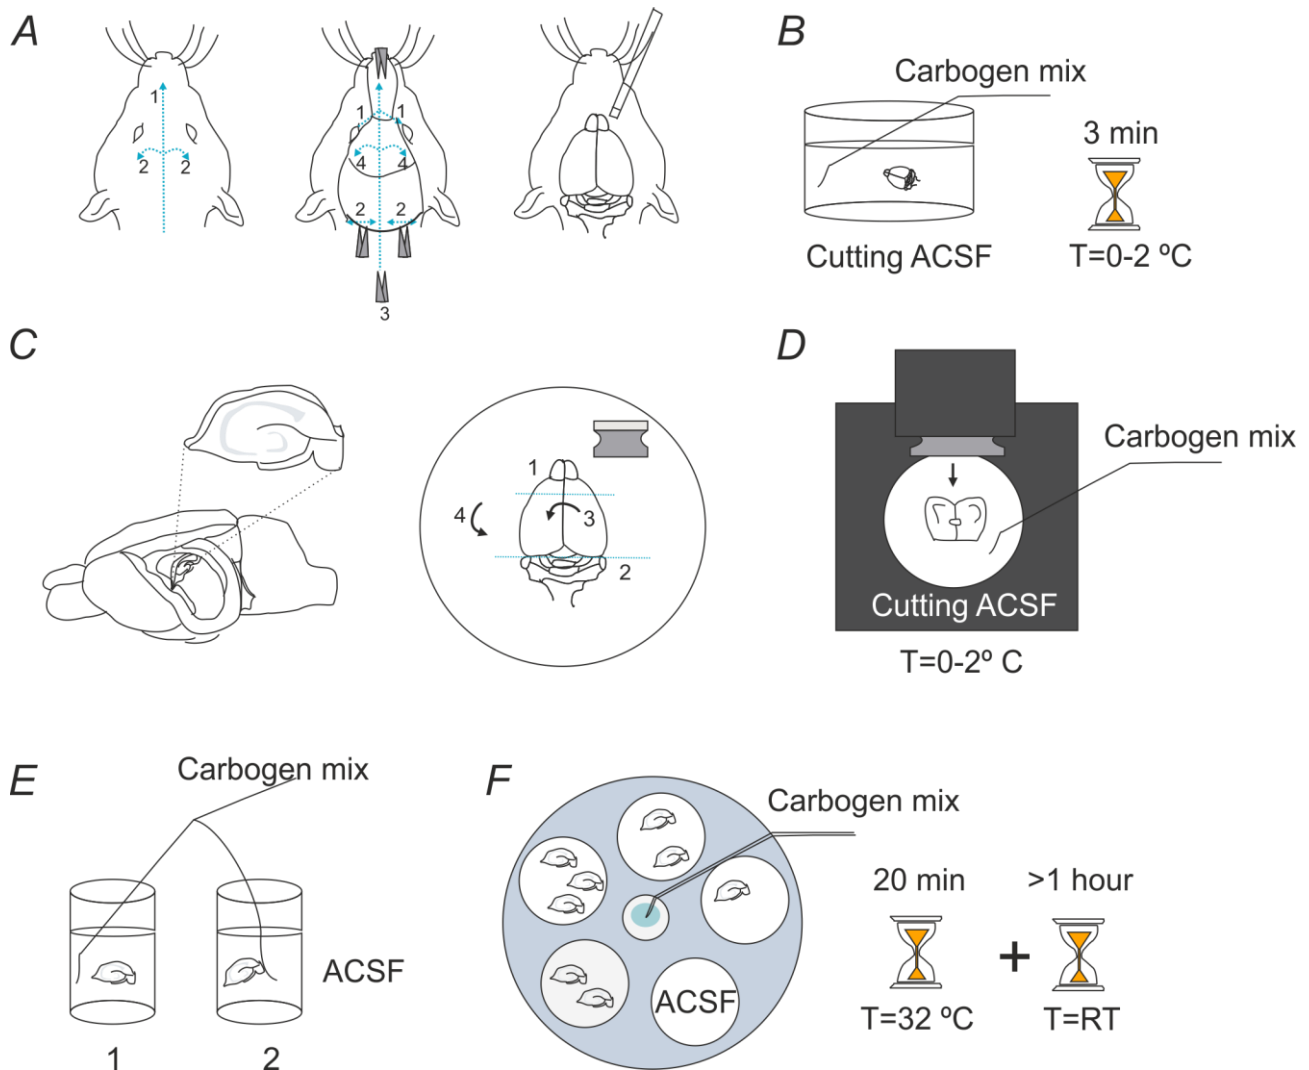 A
1
2
2
1
1
4
4
2
2
3
B
Carbogen mix
3 min
Cutting ACSF
T=0-2 ºC
C
1
4
3
2
D
Carbogen mix
Cutting ACSF
T=0-2º C
E
Carbogen mix
ACSF
1
2
F
Carbogen mix
20 min
>1 hour
+
ACSF
T=32 ºC
T=RT